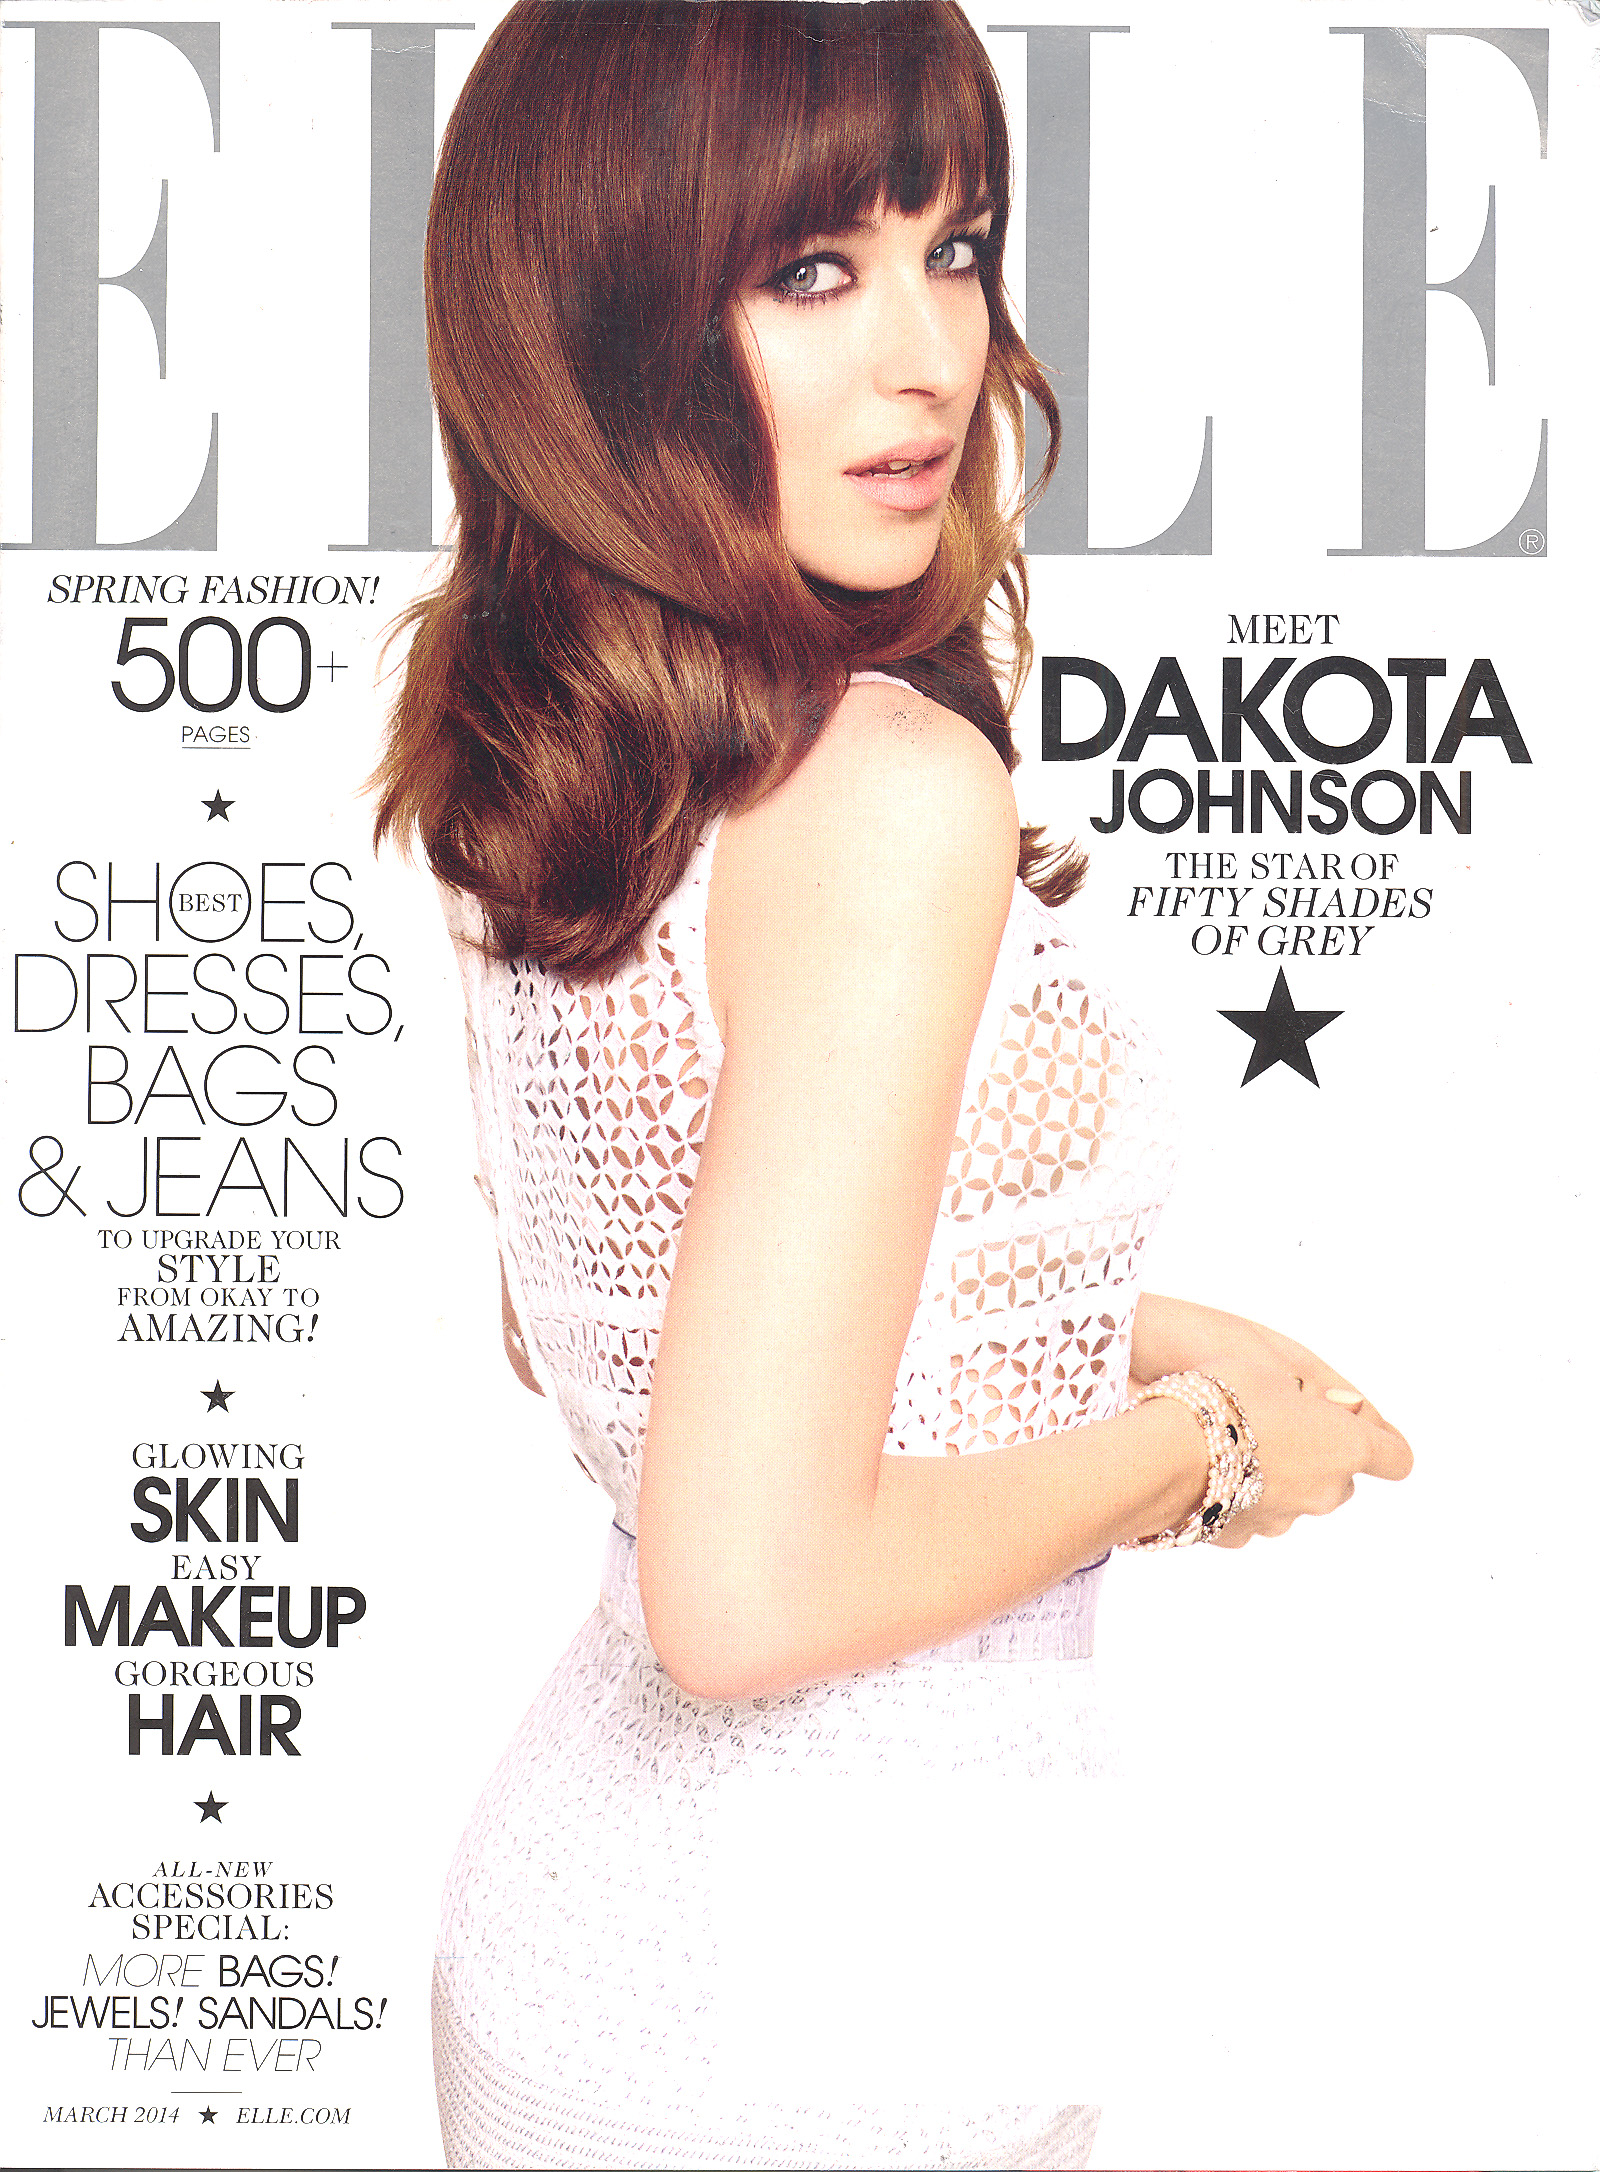 ELLE
®
SPRING FASHION!
500+
PAGES
SHOES,
BEST
DRESSES,
BAGS
& JEANS
TO UPGRADE YOUR
STYLE
FROM OKAY TO
AMAZING!
GLOWING
SKIN
EASY
MAKEUP
GORGEOUS
HAIR
ALL-NEW
ACCESSORIES
SPECIAL:
MORE BAGS!
JEWELS! SANDALS!
THAN EVER
MARCH 2014 ★ ELLE.COM
MEET
DAKOTA
JOHNSON
THE STAR OF
FIFTY SHADES
OF GREY